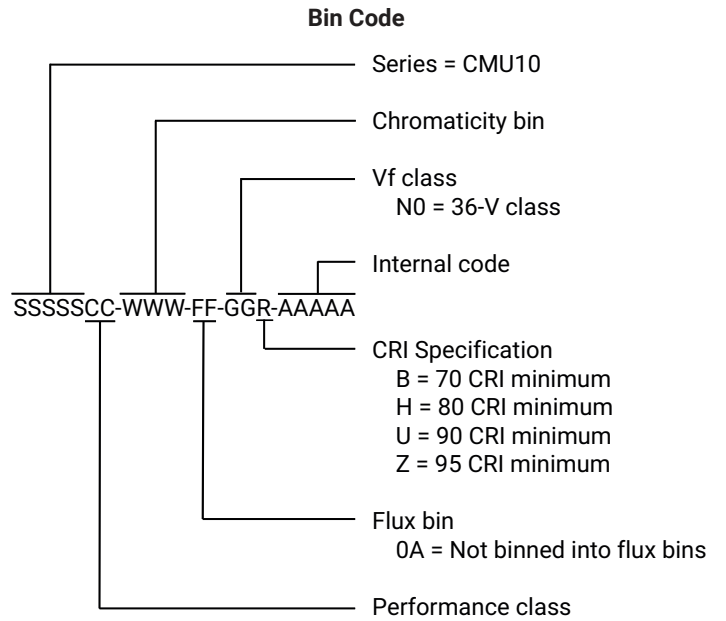 Bin Code
Series = CMU10
Chromaticity bin
Vf class
N0 = 36-V class
Internal code
SSSSSCC-WWW-FF-GGR-AAAAA
CRI Specification
B = 70 CRI minimum
H = 80 CRI minimum
U = 90 CRI minimum
Z = 95 CRI minimum
Flux bin
0A = Not binned into flux bins
Performance class